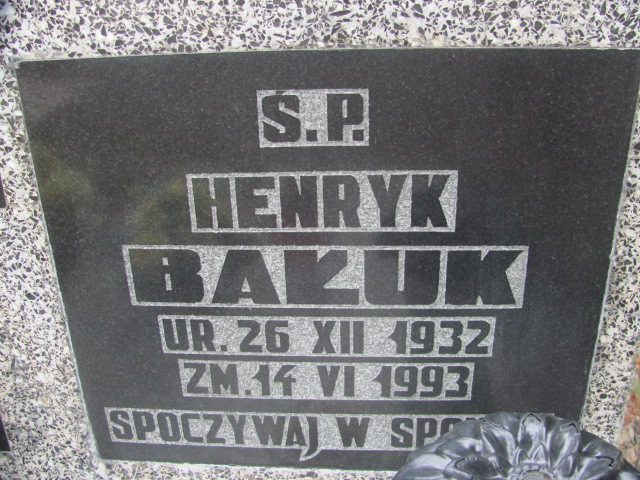 Ś.P.
HENRYK
BAŁUK
UR. 26 XII 1932
ZM. 14 VI 1993
SPOCZYWAJ W